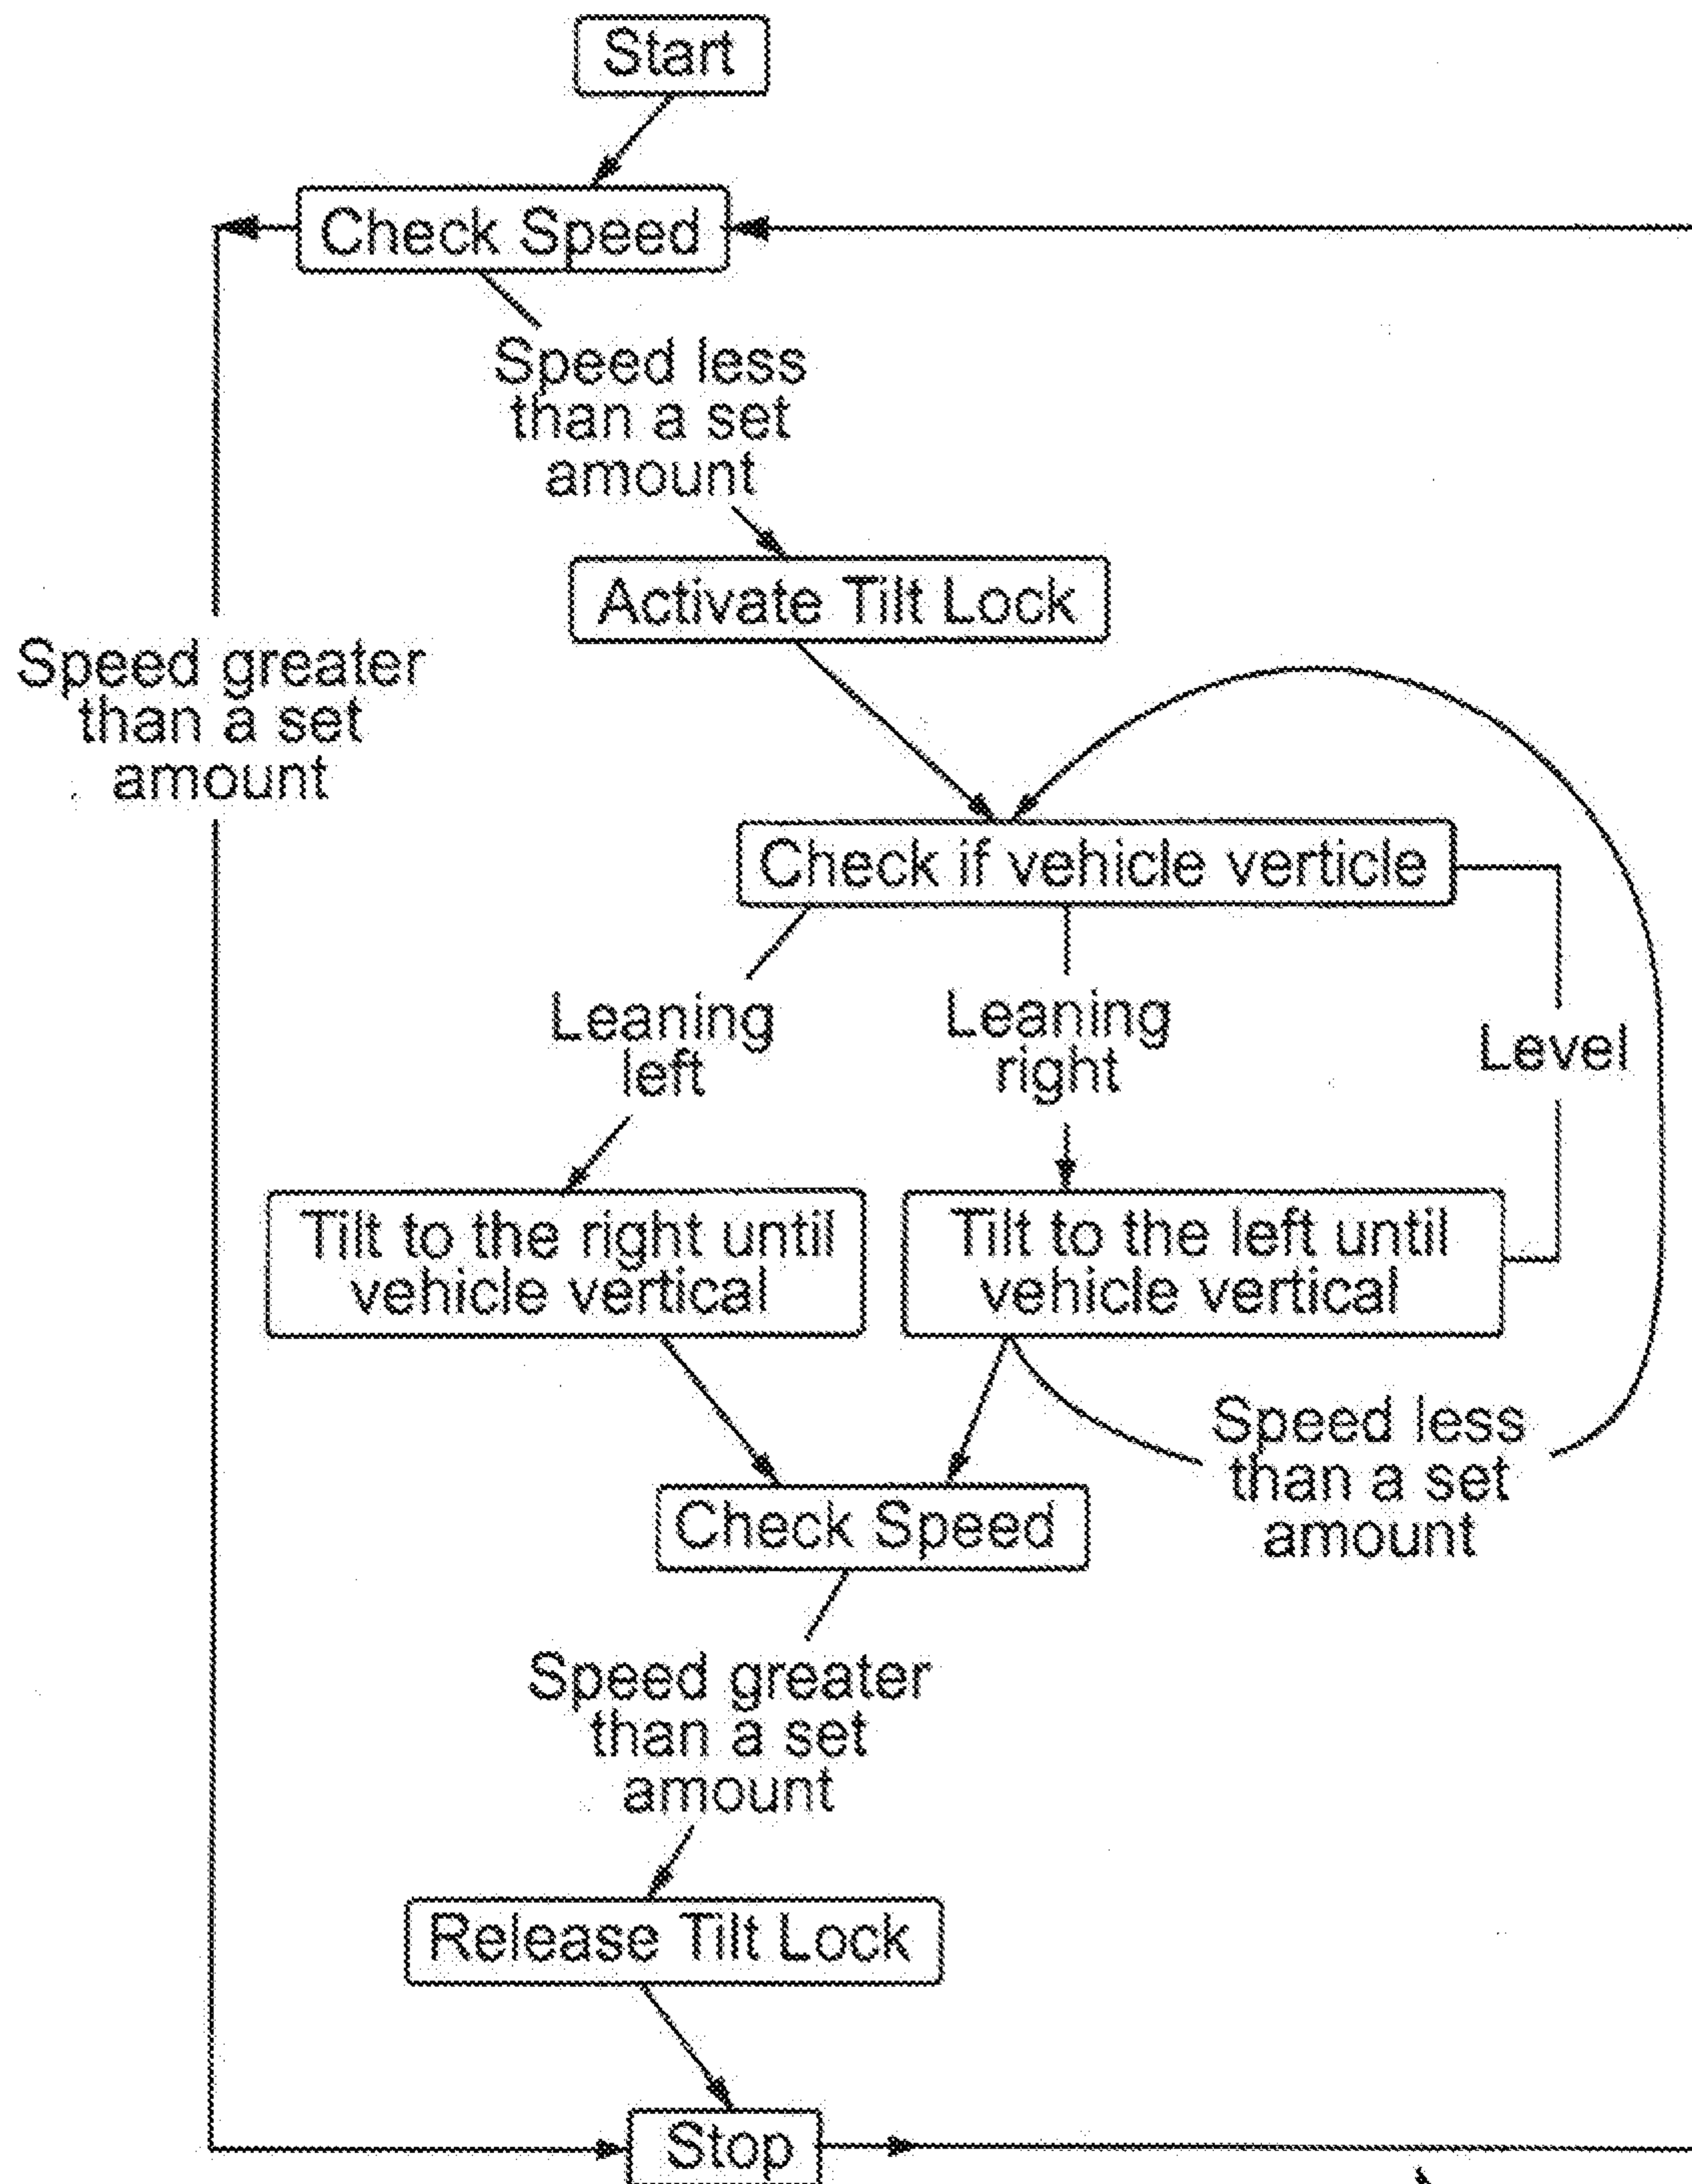 Start
Check Speed
Speed less
than a set
amount
Activate Tilt Lock
Speed greater
than a set
amount
Check if vehicle verticle
Leaning
left
Leaning
right
Level
Tilt to the right until
vehicle vertical
Tilt to the left until
vehicle vertical
Speed less
than a set
amount
Check Speed
Speed greater
than a set
amount
Release Tilt Lock
Stop